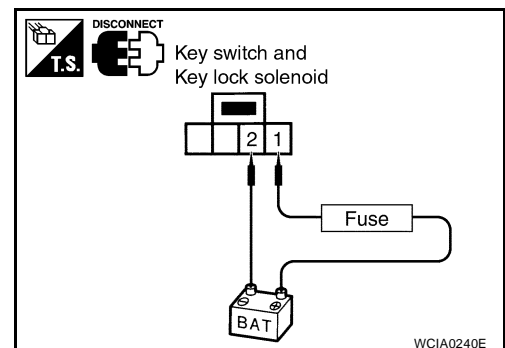 DISCONNECT
T.S.
Key switch and
Key lock solenoid
2 1
Fuse
⊖ ⊕
BAT
WCIA0240E